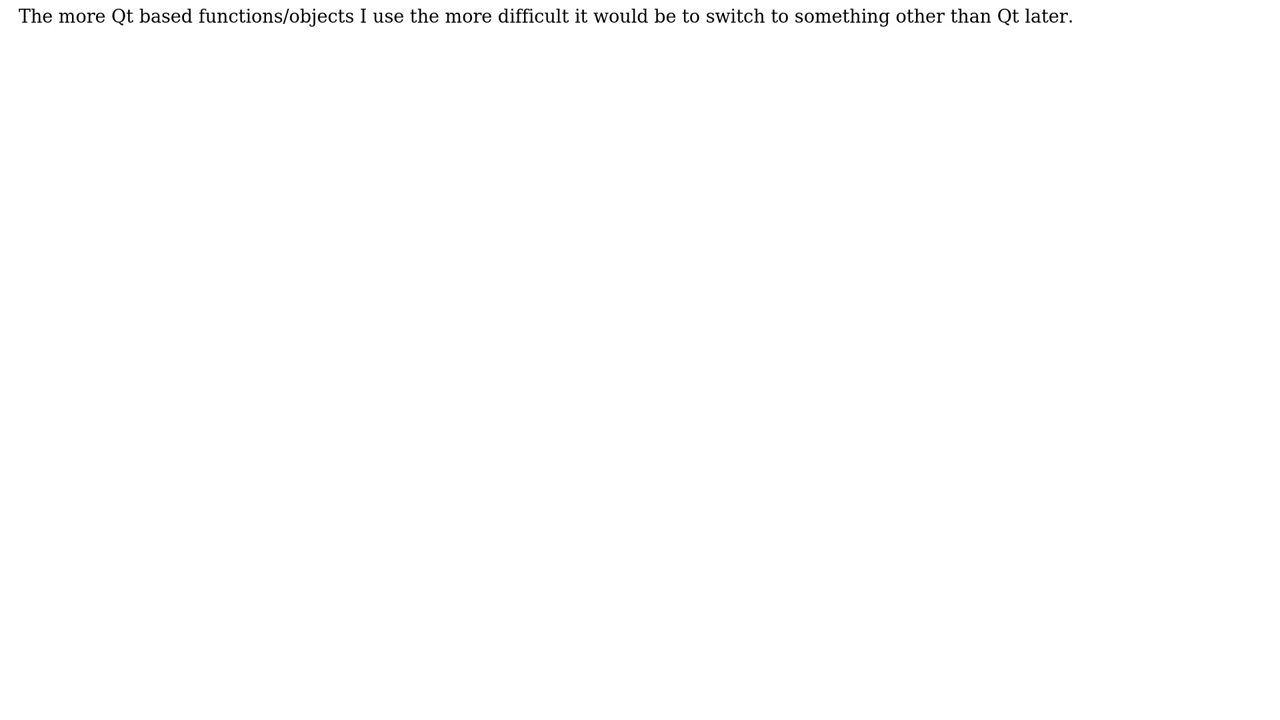 The more Qt based functions/objects I use the more difficult it would be to switch to something other than Qt later.